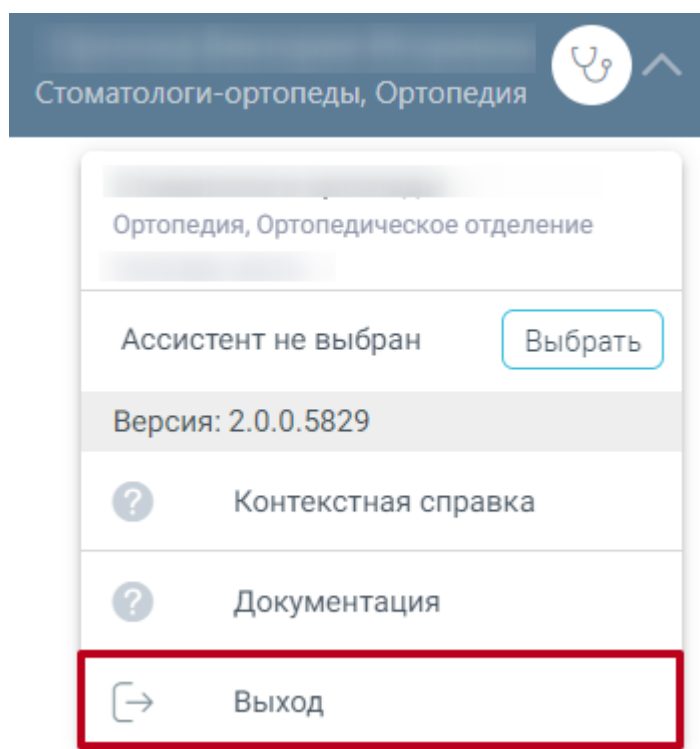 Стоматологи-ортопеды, Ортопедия
Ортопедия, Ортопедическое отделение
Ассистент не выбран
Выбрать
Версия: 2.0.0.5829
Контекстная справка
Документация
Выход